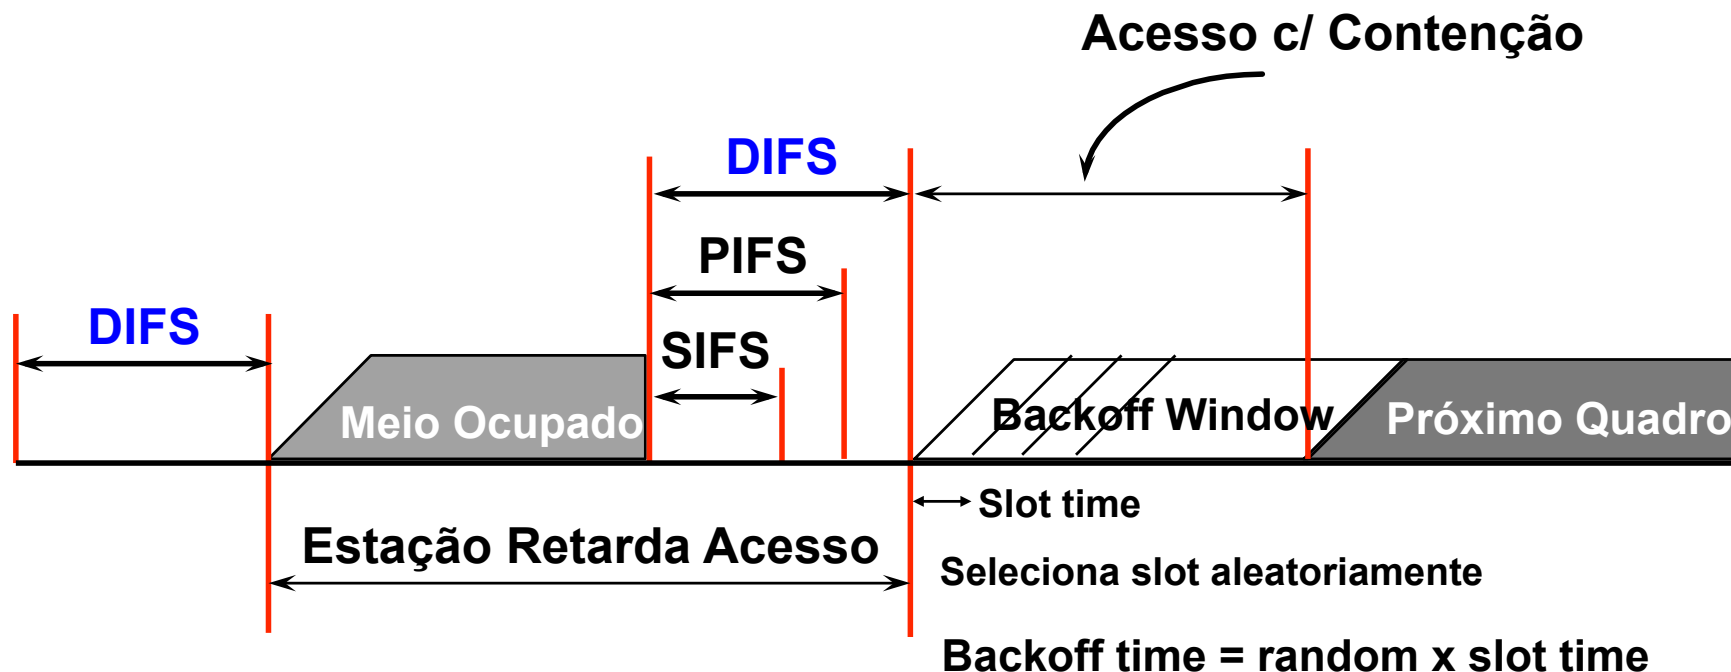 Acesso c/ Contenção
DIFS
PIFS
DIFS
SIFS
Meio Ocupado
Backoff Window
Próximo Quadro
Slot time
Estação Retarda Acesso
Seleciona slot aleatoriamente
Backoff time = random x slot time